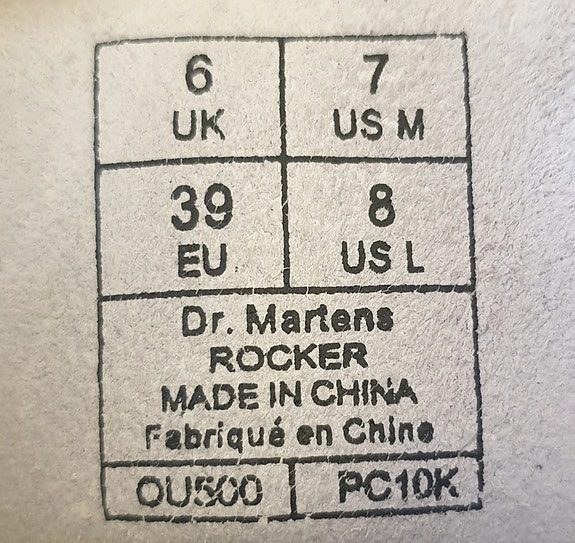 6 7
UK US M
39 8
EU US L
Dr. Martens
ROCKER
MADE IN CHINA
Fabriqué en Chine
OU500 PC10K